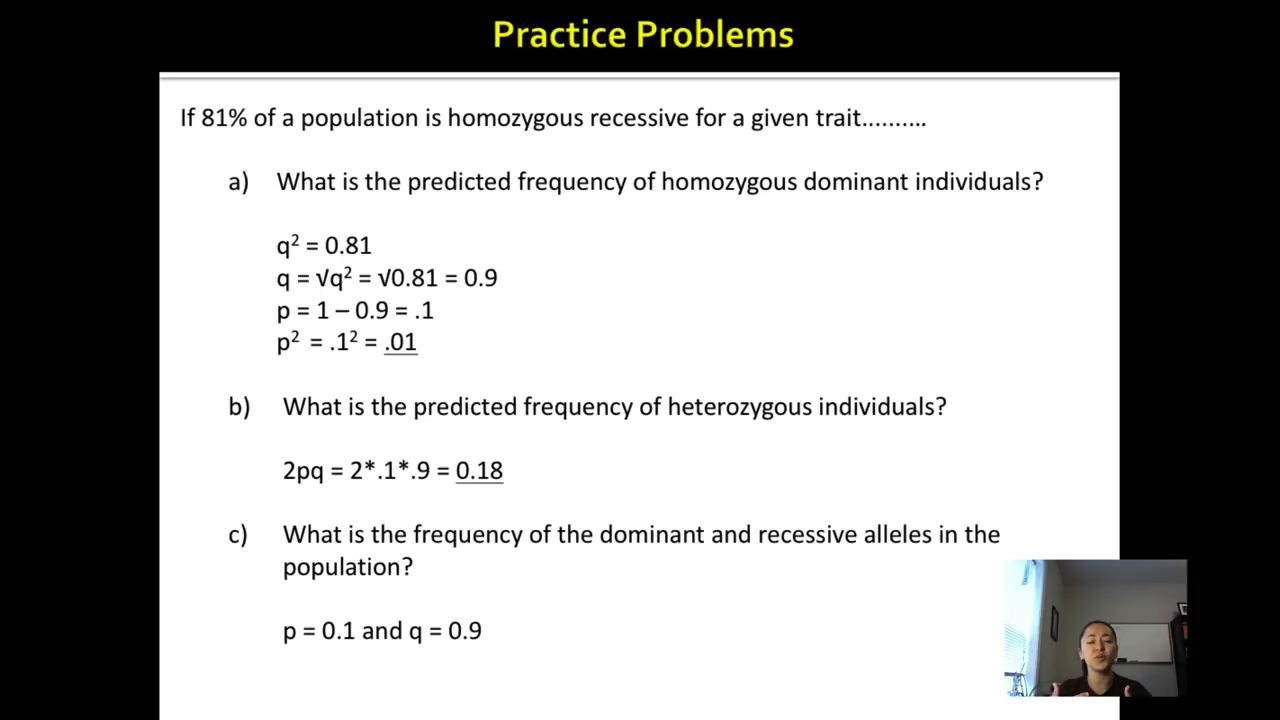 Practice Problems
If 81% of a population is homozygous recessive for a given trait..........
a) What is the predicted frequency of homozygous dominant individuals?
q² = 0.81
q = √q² = √0.81 = 0.9
p = 1 – 0.9 = .1
p² = .1² = .01
b) What is the predicted frequency of heterozygous individuals?
2pq = 2*.1*.9 = 0.18
c) What is the frequency of the dominant and recessive alleles in the
population?
p = 0.1 and q = 0.9